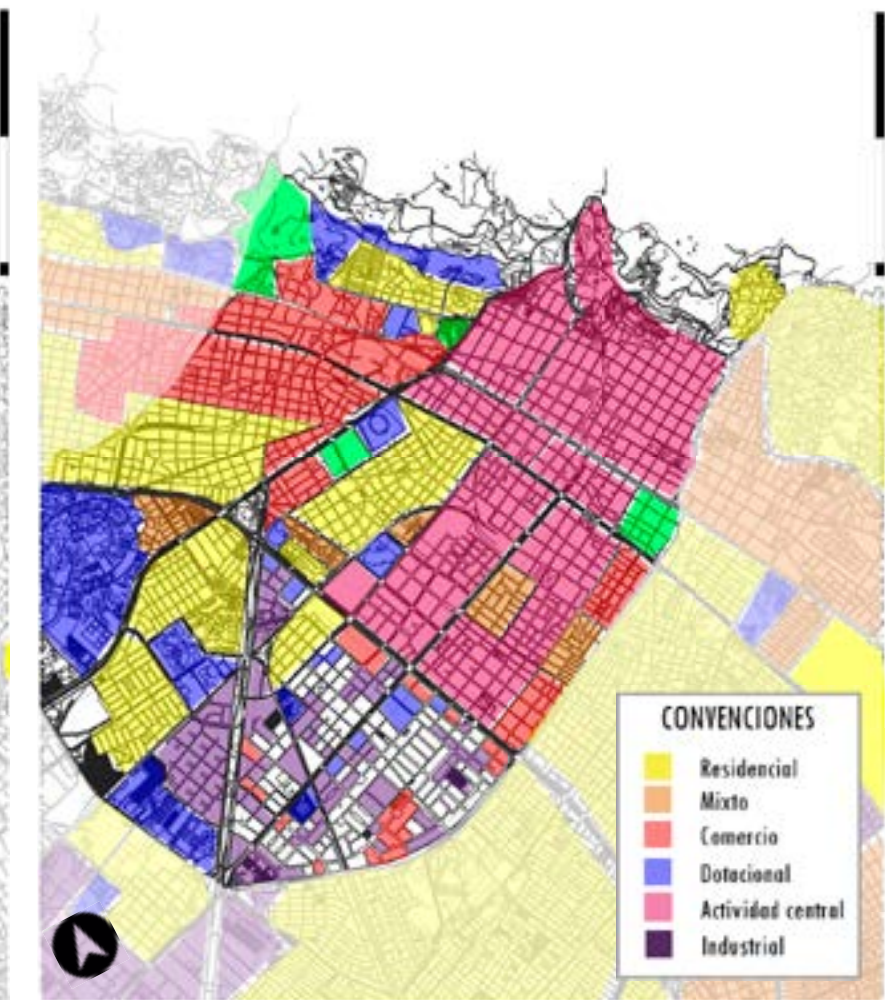 CONVENCIONES
Residencial
Mixto
Comercio
Dotacional
Actividad central
Industrial